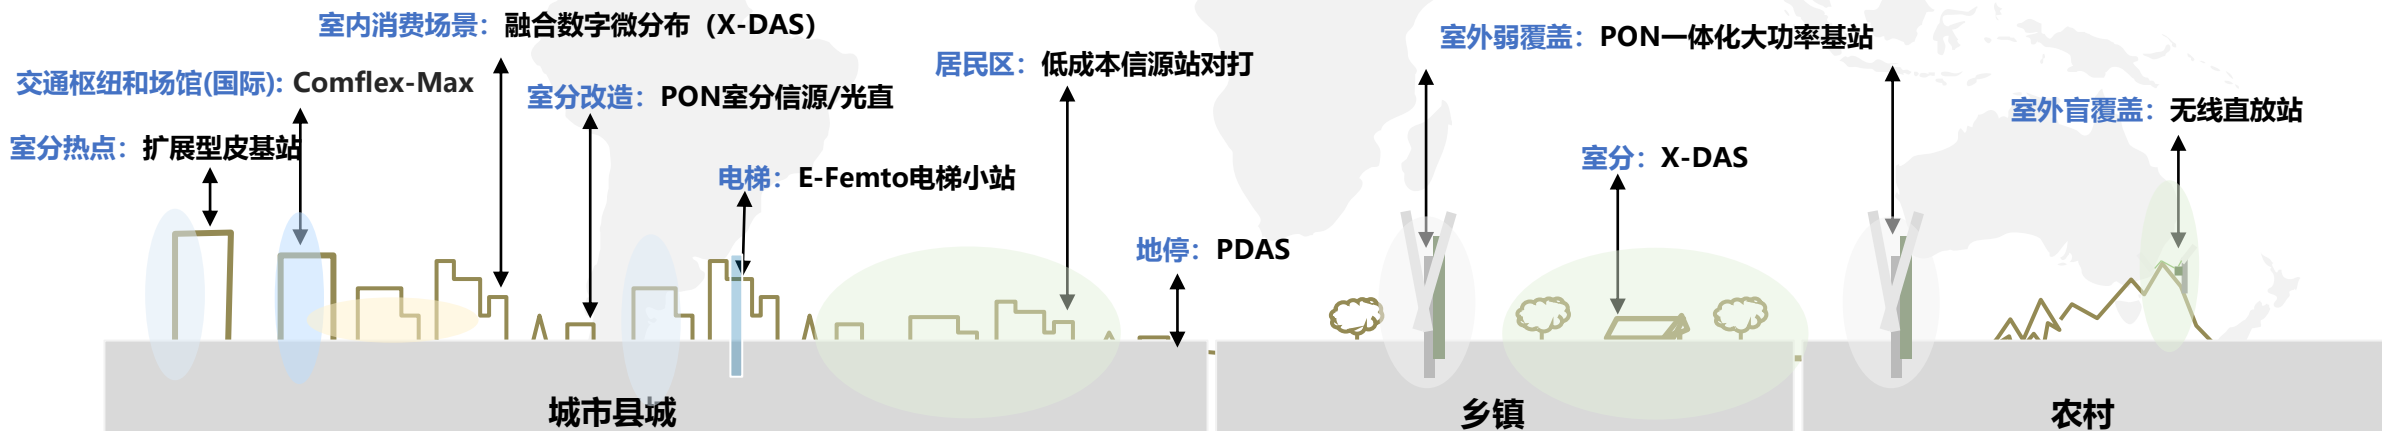 室内消费场景：融合数字微分布（X-DAS）
交通枢纽和场馆(国际): Comflex-Max
室分热点：扩展型皮基站
室分改造：PON室分信源/光直
电梯：E-Femto电梯小站
居民区：低成本信源站对打
地停：PDAS
室外弱覆盖：PON一体化大功率基站
室分：X-DAS
室外盲覆盖：无线直放站
城市县城
乡镇
农村